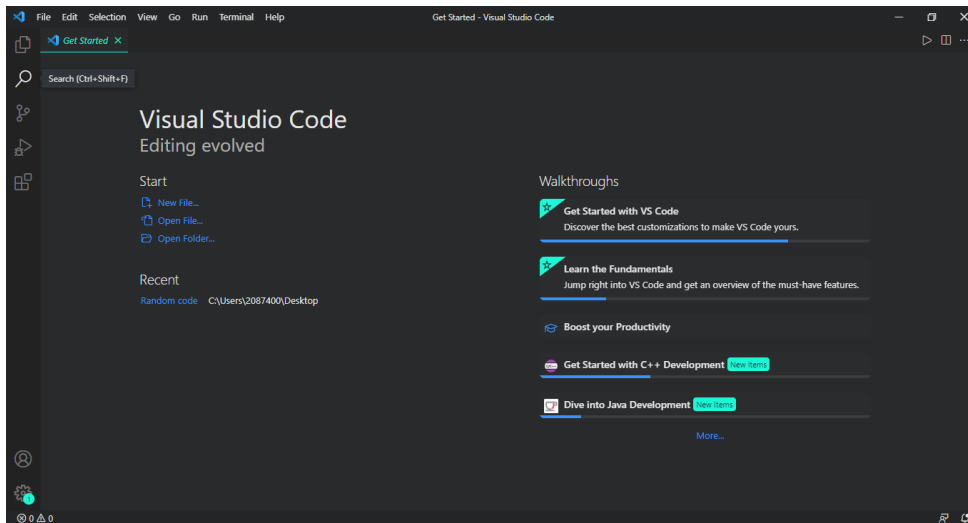 File Edit Selection View Go Run Terminal Help Get Started - Visual Studio Code
Get Started
Search (Ctrl+Shift+F)
Visual Studio Code
Editing evolved
Start
New File...
Open File...
Open Folder...
Recent
Random code C:\Users\2087400\Desktop
Walkthroughs
Get Started with VS Code
Discover the best customizations to make VS Code yours.
Learn the Fundamentals
Jump right into VS Code and get an overview of the must-have features.
Boost your Productivity
Get Started with C++ Development New Items
Dive into Java Development New Items
More...
1
0 0